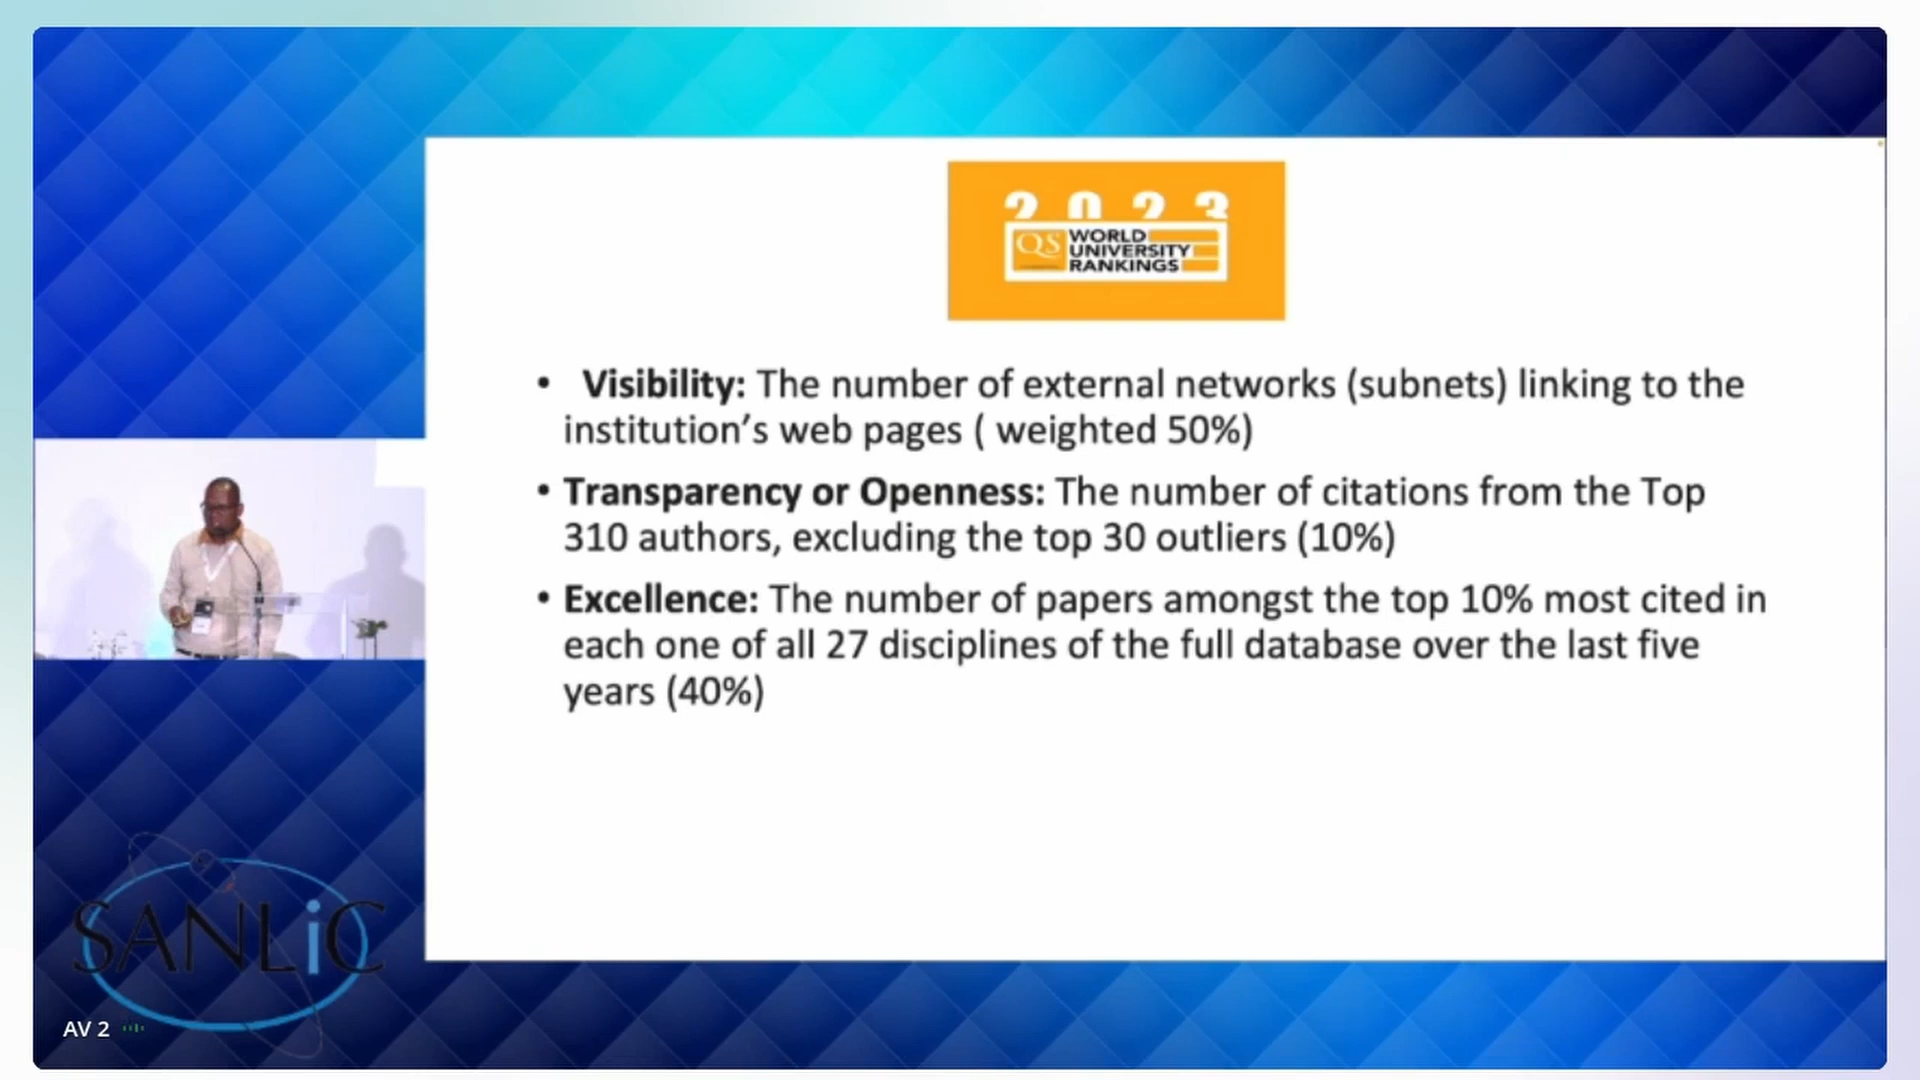 2023
QS WORLD
UNIVERSITY
RANKINGS
• Visibility: The number of external networks (subnets) linking to the
institution’s web pages ( weighted 50%)
• Transparency or Openness: The number of citations from the Top
310 authors, excluding the top 30 outliers (10%)
• Excellence: The number of papers amongst the top 10% most cited in
each one of all 27 disciplines of the full database over the last five
years (40%)
SANLiC
AV 2